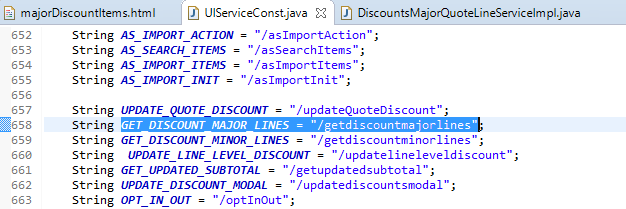 majorDiscountItems.html UIServiceConst.java DiscountsMajorQuoteLineServiceImpl.java
652 String AS_IMPORT_ACTION = "/asImportAction";
653 String AS_SEARCH_ITEMS = "/asSearchItems";
654 String AS_IMPORT_ITEMS = "/asImportItems";
655 String AS_IMPORT_INIT = "/asImportInit";
656
657 String UPDATE_QUOTE_DISCOUNT = "/updateQuoteDiscount";
658 String GET_DISCOUNT_MAJOR_LINES = "/getdiscountmajorlines";
659 String GET_DISCOUNT_MINOR_LINES = "/getdiscountminorlines";
660 String UPDATE_LINE_LEVEL_DISCOUNT = "/updatelineleveldiscount";
661 String GET_UPDATED_SUBTOTAL = "/getupdatedsubtotal";
662 String UPDATE_DISCOUNT_MODAL = "/updatediscountsmodal";
663 String OPT_IN_OUT = "/optInOut";